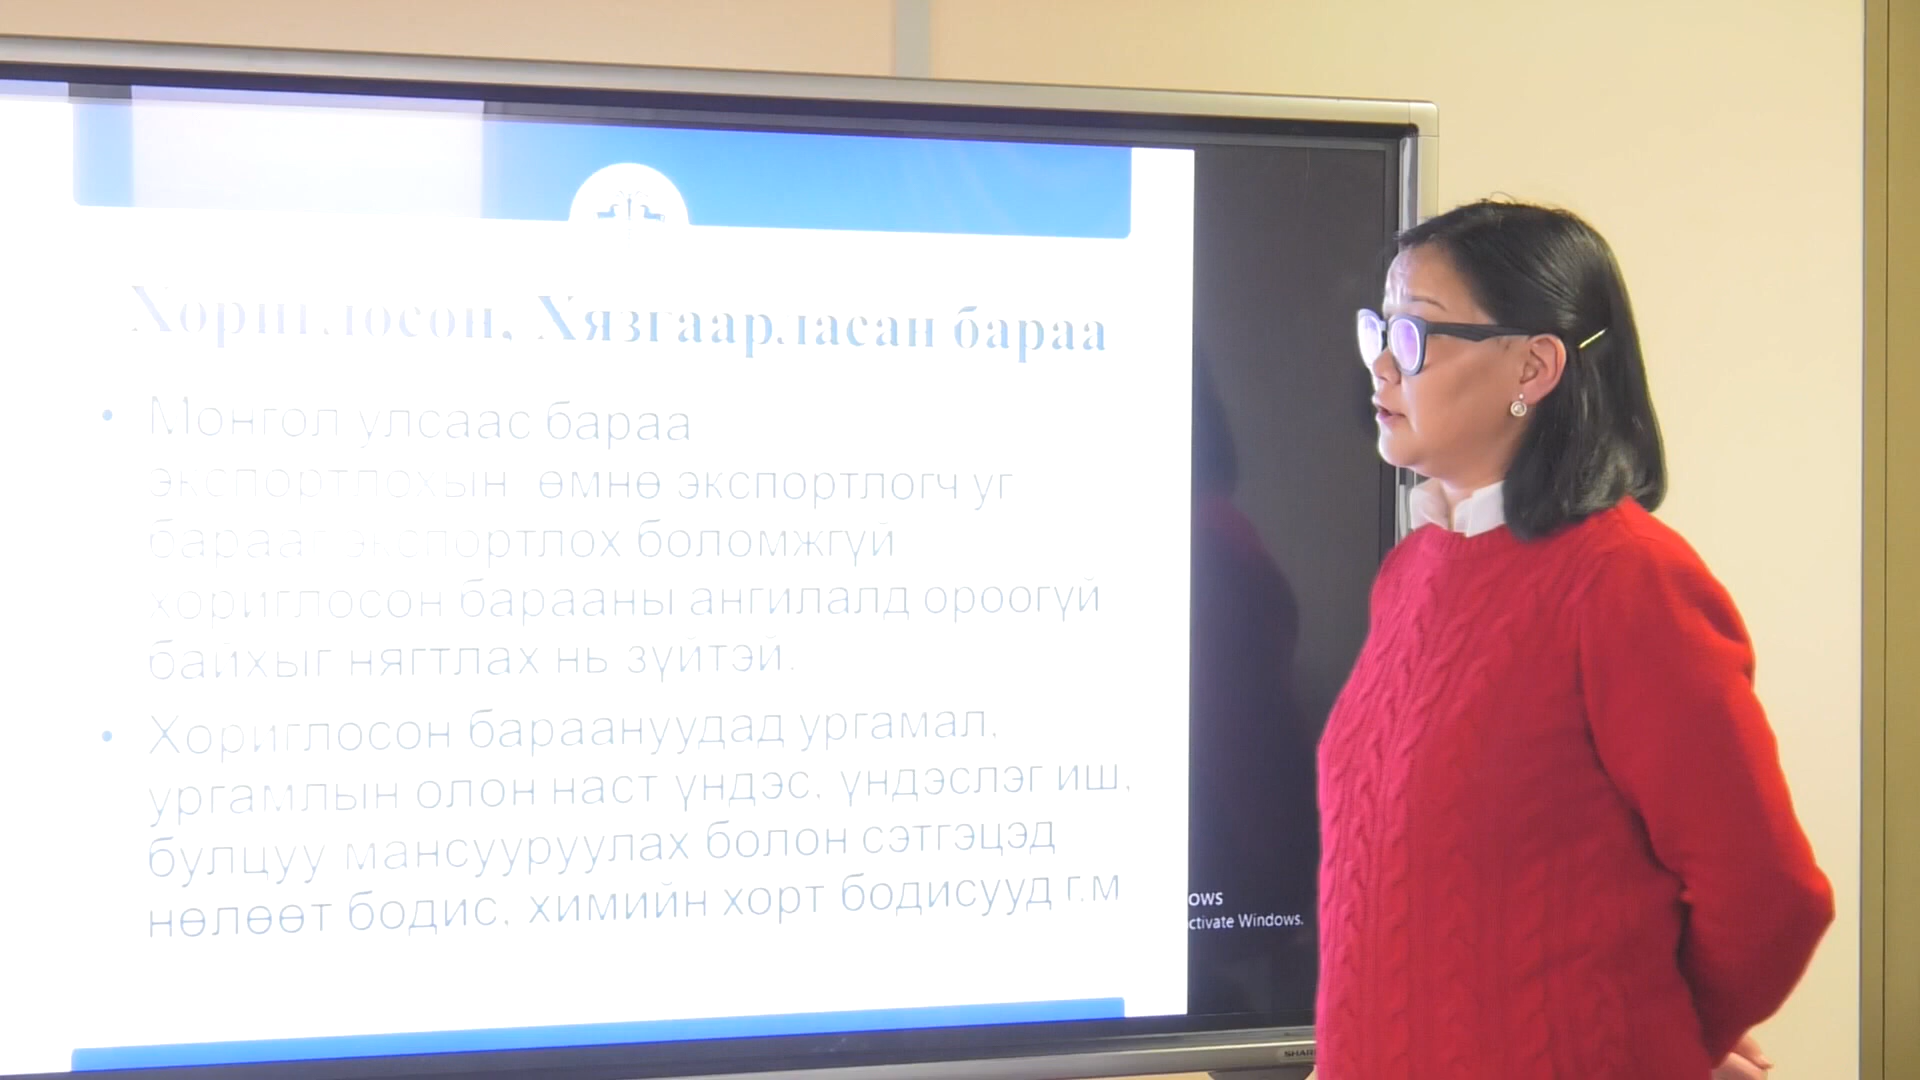 Хориглосон, Хязгаарласан бараа
• Монгол улсаас бараа
экспортлохын өмнө экспортлогч уг
барааг экспортлох боломжгүй
хориглосон барааны ангилалд ороогүй
байхыг нягтлах нь зүйтэй.
• Хориглосон бараануудад ургамал,
ургамлын олон наст үндэс, үндэслэг иш,
булцуу мансууруулах болон сэтгэцэд
нөлөөт бодис, химийн хорт бодисууд г.м
ows
ctivate Windows.
SHAR